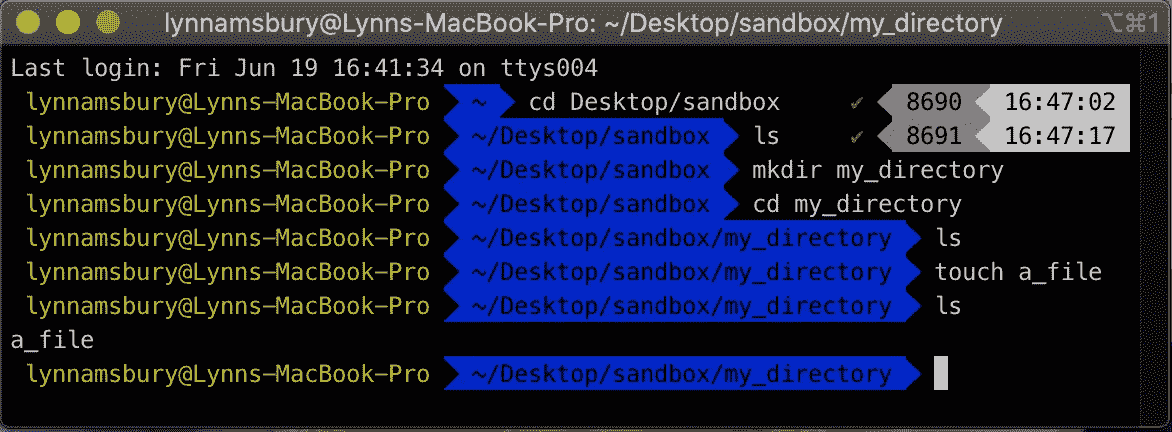 lynnamsbury@Lynns-MacBook-Pro: ~/Desktop/sandbox/my_directory ⌥⌘1
Last login: Fri Jun 19 16:41:34 on ttys004
lynnamsbury@Lynns-MacBook-Pro ~ cd Desktop/sandbox ✓ 8690 16:47:02
lynnamsbury@Lynns-MacBook-Pro ~/Desktop/sandbox ls ✓ 8691 16:47:17
lynnamsbury@Lynns-MacBook-Pro ~/Desktop/sandbox mkdir my_directory
lynnamsbury@Lynns-MacBook-Pro ~/Desktop/sandbox cd my_directory
lynnamsbury@Lynns-MacBook-Pro ~/Desktop/sandbox/my_directory ls
lynnamsbury@Lynns-MacBook-Pro ~/Desktop/sandbox/my_directory touch a_file
lynnamsbury@Lynns-MacBook-Pro ~/Desktop/sandbox/my_directory ls
a_file
lynnamsbury@Lynns-MacBook-Pro ~/Desktop/sandbox/my_directory